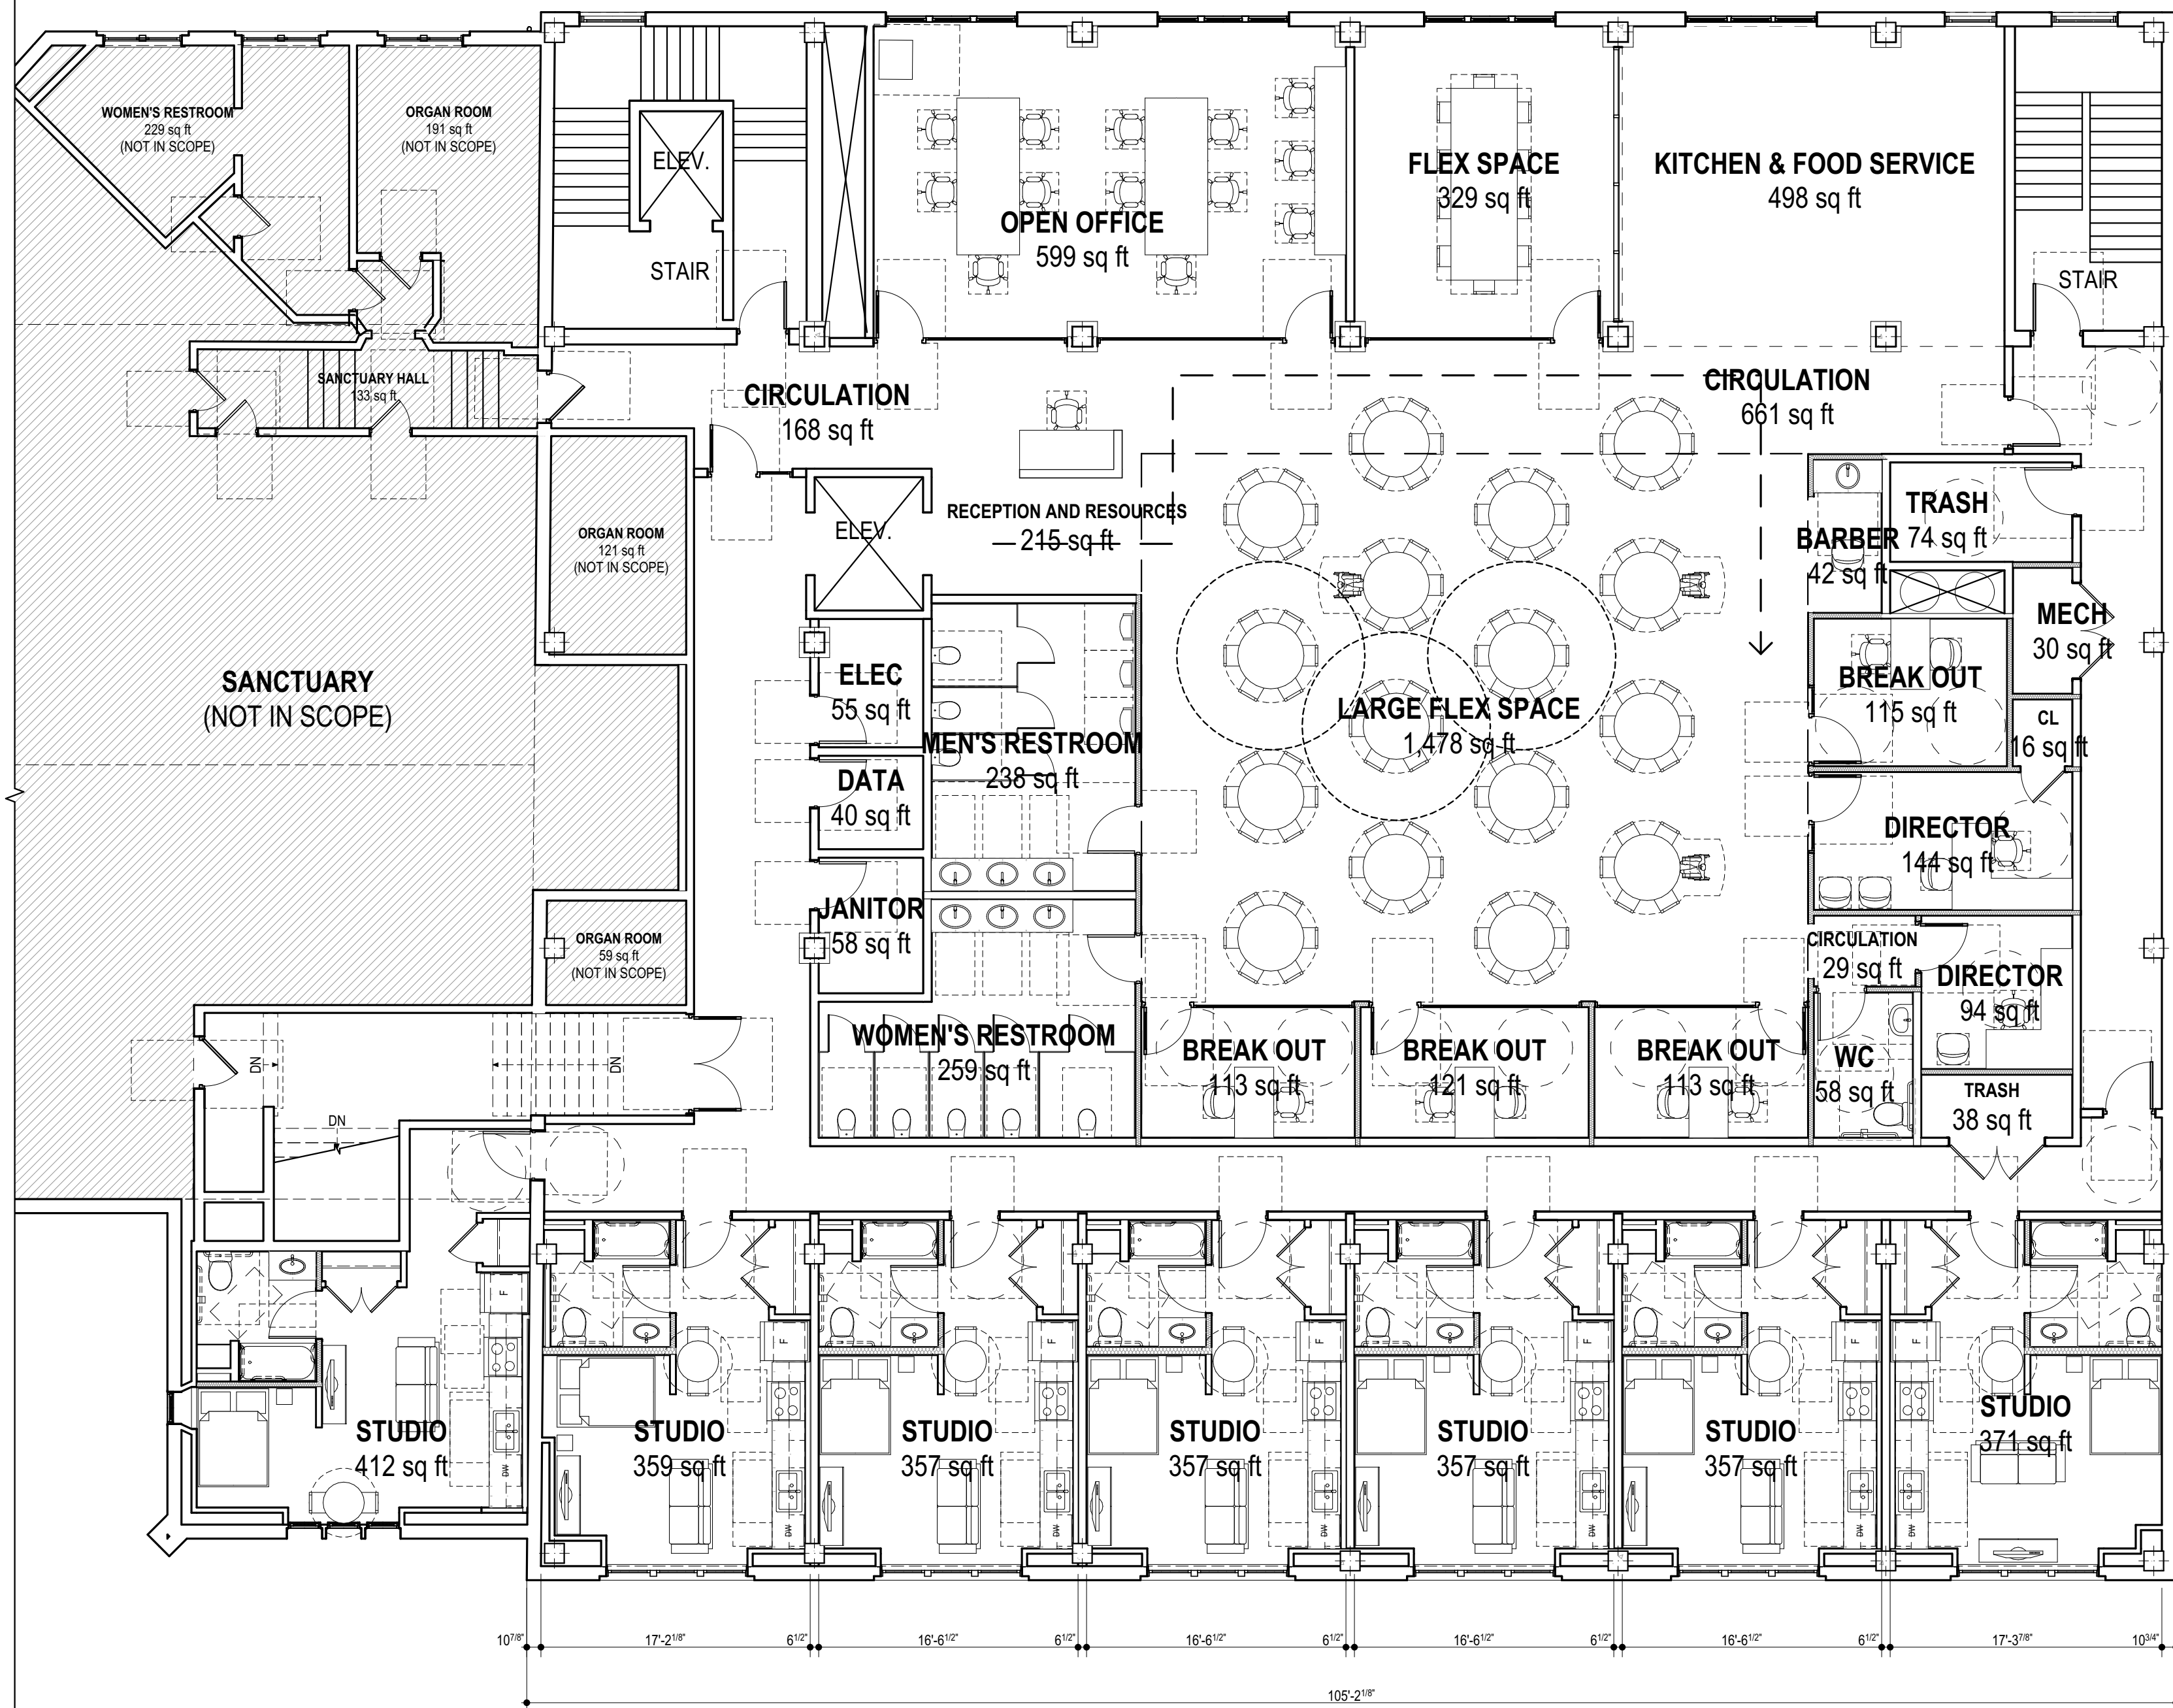 WOMEN'S RESTROOM
229 sq ft
(NOT IN SCOPE)
ORGAN ROOM
191 sq ft
(NOT IN SCOPE)
ELEV.
STAIR
OPEN OFFICE
599 sq ft
FLEX SPACE
329 sq ft
KITCHEN & FOOD SERVICE
498 sq ft
STAIR
SANCTUARY HALL
133 sq ft
CIRCULATION
168 sq ft
CIRCULATION
661 sq ft
RECEPTION AND RESOURCES
215 sq ft
ELEV.
ORGAN ROOM
121 sq ft
(NOT IN SCOPE)
BARBER
42 sq ft
TRASH
74 sq ft
MECH
30 sq ft
SANCTUARY
(NOT IN SCOPE)
ELEC
55 sq ft
MEN'S RESTROOM
238 sq ft
LARGE FLEX SPACE
1,478 sq ft
BREAK OUT
115 sq ft
CL
16 sq ft
DATA
40 sq ft
DIRECTOR
144 sq ft
JANITOR
58 sq ft
ORGAN ROOM
59 sq ft
(NOT IN SCOPE)
CIRCULATION
29 sq ft
DIRECTOR
94 sq ft
WOMEN'S RESTROOM
259 sq ft
BREAK OUT
113 sq ft
BREAK OUT
121 sq ft
BREAK OUT
113 sq ft
WC
58 sq ft
TRASH
38 sq ft
DN
DN
DN
F
F
F
F
F
F
F
STUDIO
412 sq ft
STUDIO
359 sq ft
STUDIO
357 sq ft
STUDIO
357 sq ft
STUDIO
357 sq ft
STUDIO
357 sq ft
STUDIO
371 sq ft
DW
DW
DW
DW
DW
DW
DW
10 7/8"
17'-2 1/8"
6 1/2"
16'-6 1/2"
6 1/2"
16'-6 1/2"
6 1/2"
16'-6 1/2"
6 1/2"
16'-6 1/2"
6 1/2"
17'-3 7/8"
10 3/4"
105'-2 1/8"